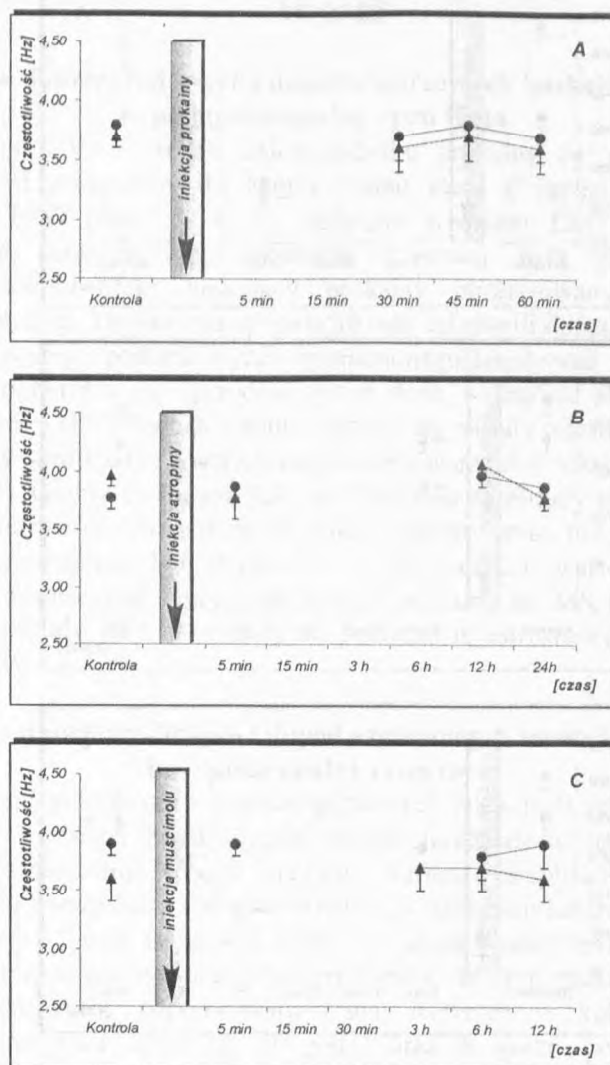 A
Częstotliwość [Hz]
4,50
4,00
3,50
3,00
2,50
iniekcja prokainy
Kontrola 5 min 15 min 30 min 45 min 60 min
[czas]
B
Częstotliwość [Hz]
4,50
4,00
3,50
3,00
2,50
iniekcja atropiny
Kontrola 5 min 15 min 3 h 6 h 12 h 24h
[czas]
C
Częstotliwość [Hz]
4,50
4,00
3,50
3,00
2,50
iniekcja muscimolu
Kontrola 5 min 15 min 30 min 3 h 6 h 12 h
[czas]